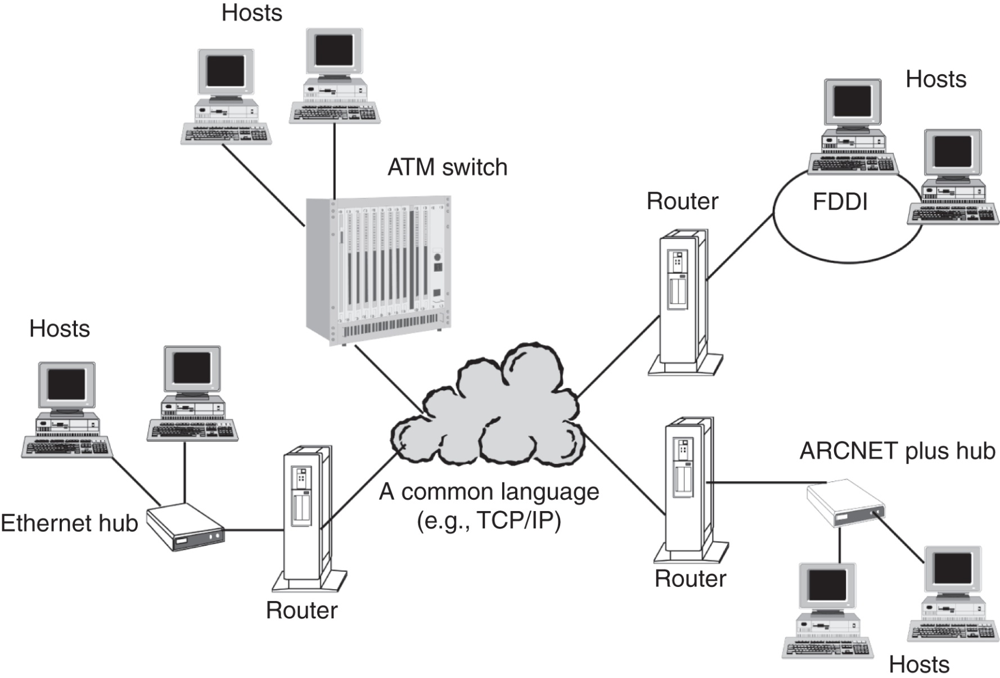 Hosts
Hosts
ATM switch
Router
FDDI
Hosts
ARCNET plus hub
A common language
(e.g., TCP/IP)
Ethernet hub
Router
Router
Hosts